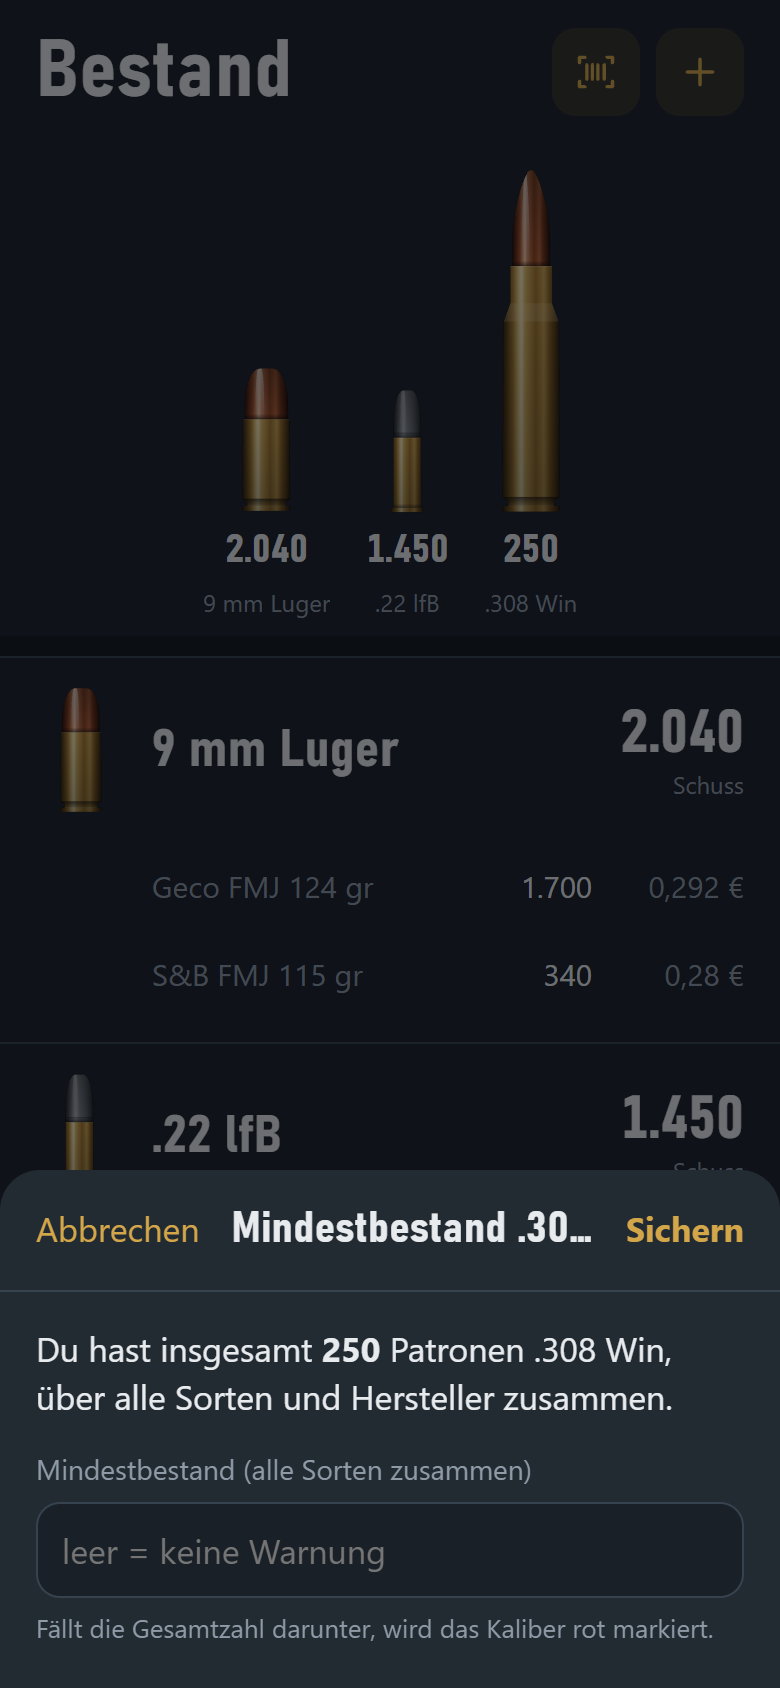 Bestand
2.040 1.450 250
9 mm Luger .22 lfB .308 Win
9 mm Luger 2.040
Schuss
Geco FMJ 124 gr 1.700 0,292 €
S&B FMJ 115 gr 340 0,28 €
.22 lfB 1.450
Schuss
Abbrechen Mindestbestand .30… Sichern
Du hast insgesamt 250 Patronen .308 Win,
über alle Sorten und Hersteller zusammen.
Mindestbestand (alle Sorten zusammen)
leer = keine Warnung
Fällt die Gesamtzahl darunter, wird das Kaliber rot markiert.